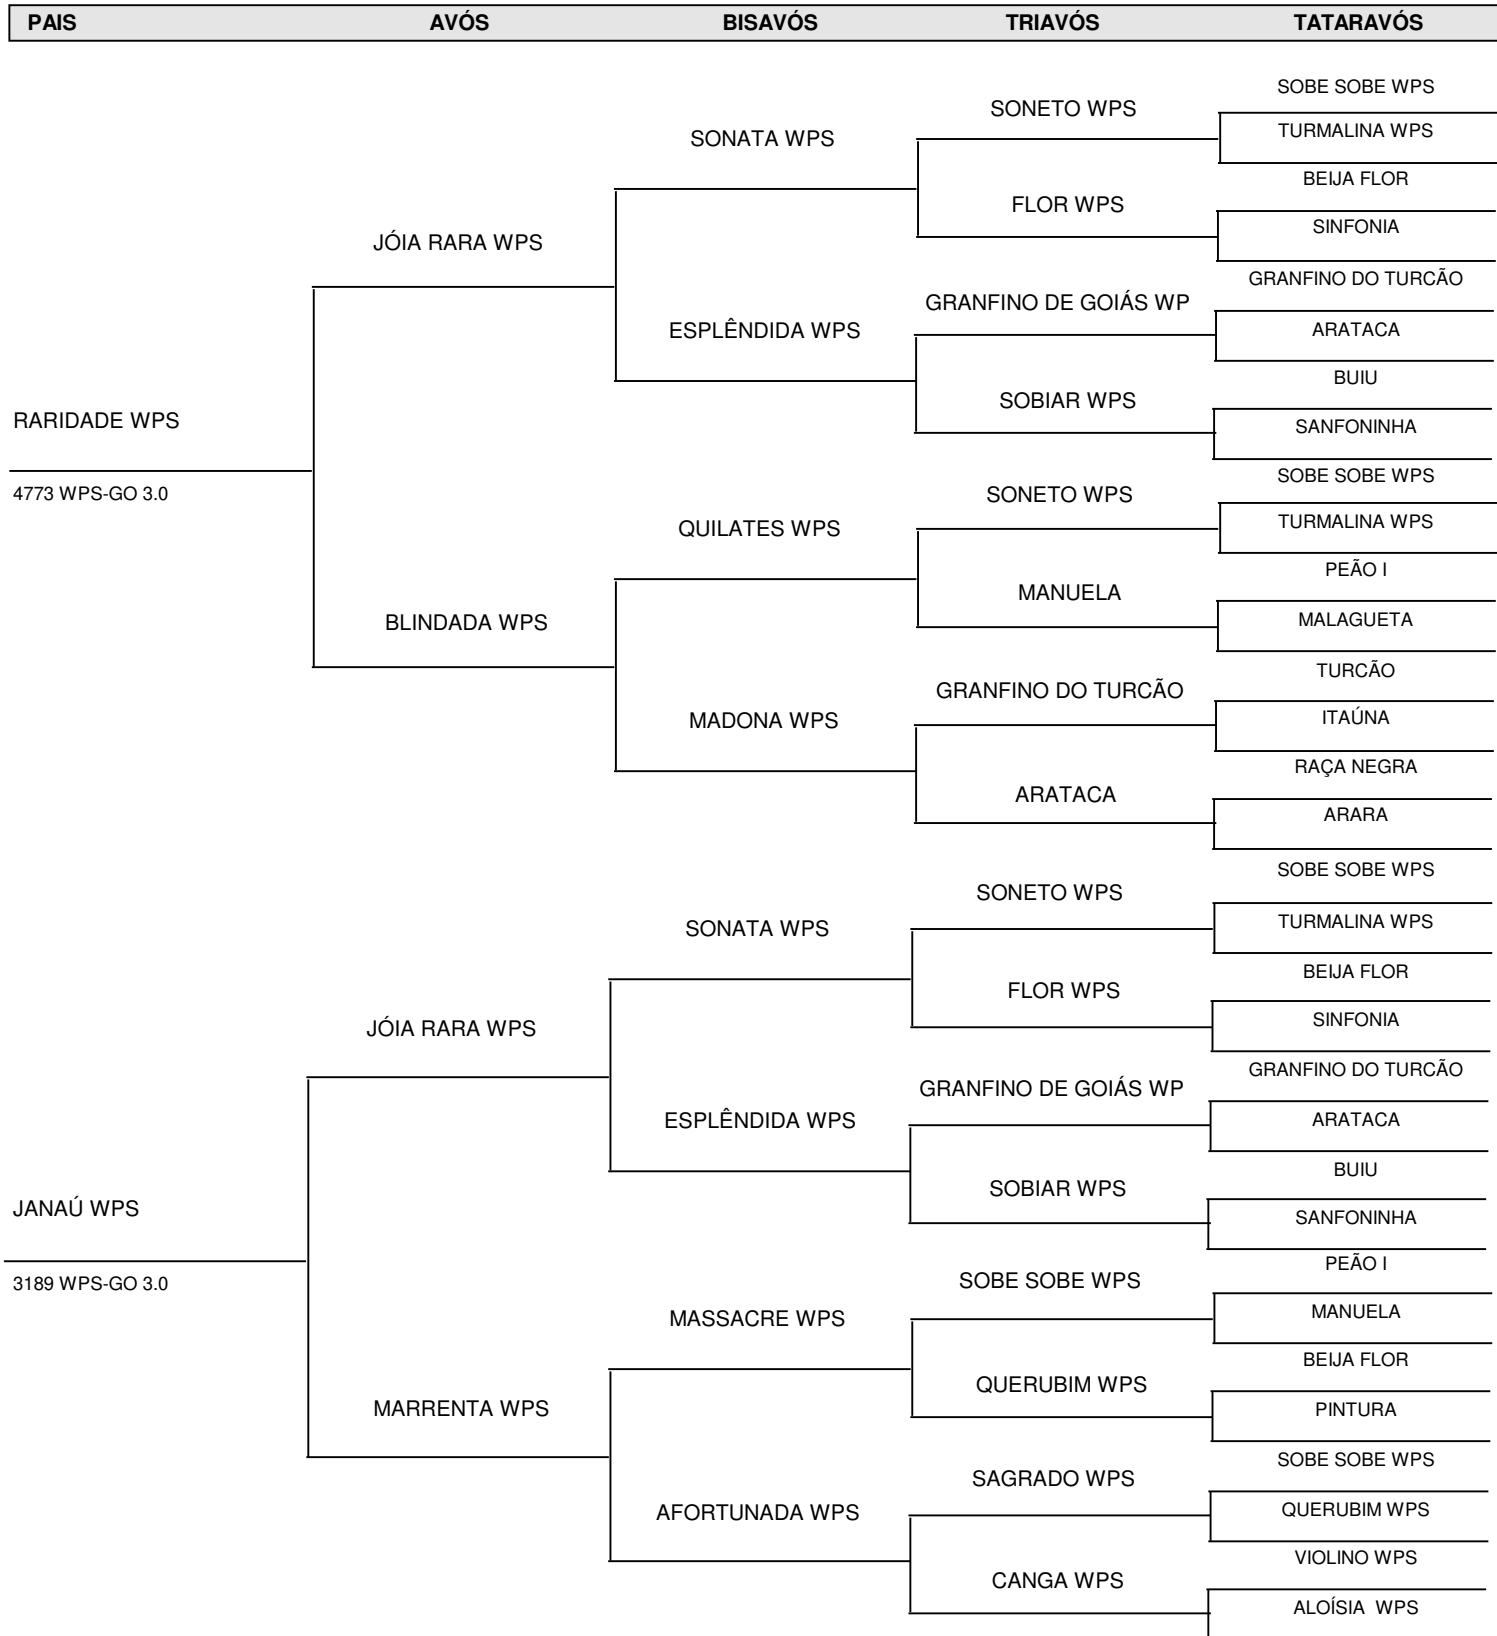 PAIS AVÓS BISAVÓS TRIAVÓS TATARAVÓS
SOBE SOBE WPS
SONETO WPS
TURMALINA WPS
SONATA WPS
BEIJA FLOR
FLOR WPS
SINFONIA
JÓIA RARA WPS
GRANFINO DO TURCÃO
GRANFINO DE GOIÁS WP
ARATACA
ESPLÊNDIDA WPS
BUIU
SOBIAR WPS
SANFONINHA
RARIDADE WPS
4773 WPS-GO 3.0
SOBE SOBE WPS
SONETO WPS
TURMALINA WPS
QUILATES WPS
PEÃO I
MANUELA
MALAGUETA
BLINDADA WPS
TURCÃO
GRANFINO DO TURCÃO
ITAÚNA
MADONA WPS
RAÇA NEGRA
ARATACA
ARARA
SOBE SOBE WPS
SONETO WPS
TURMALINA WPS
SONATA WPS
BEIJA FLOR
FLOR WPS
SINFONIA
JÓIA RARA WPS
GRANFINO DO TURCÃO
GRANFINO DE GOIÁS WP
ARATACA
ESPLÊNDIDA WPS
BUIU
SOBIAR WPS
SANFONINHA
JANAÚ WPS
3189 WPS-GO 3.0
PEÃO I
SOBE SOBE WPS
MANUELA
MASSACRE WPS
BEIJA FLOR
QUERUBIM WPS
PINTURA
MARRENTA WPS
SOBE SOBE WPS
SAGRADO WPS
QUERUBIM WPS
AFORTUNADA WPS
VIOLINO WPS
CANGA WPS
ALOÍSIA WPS